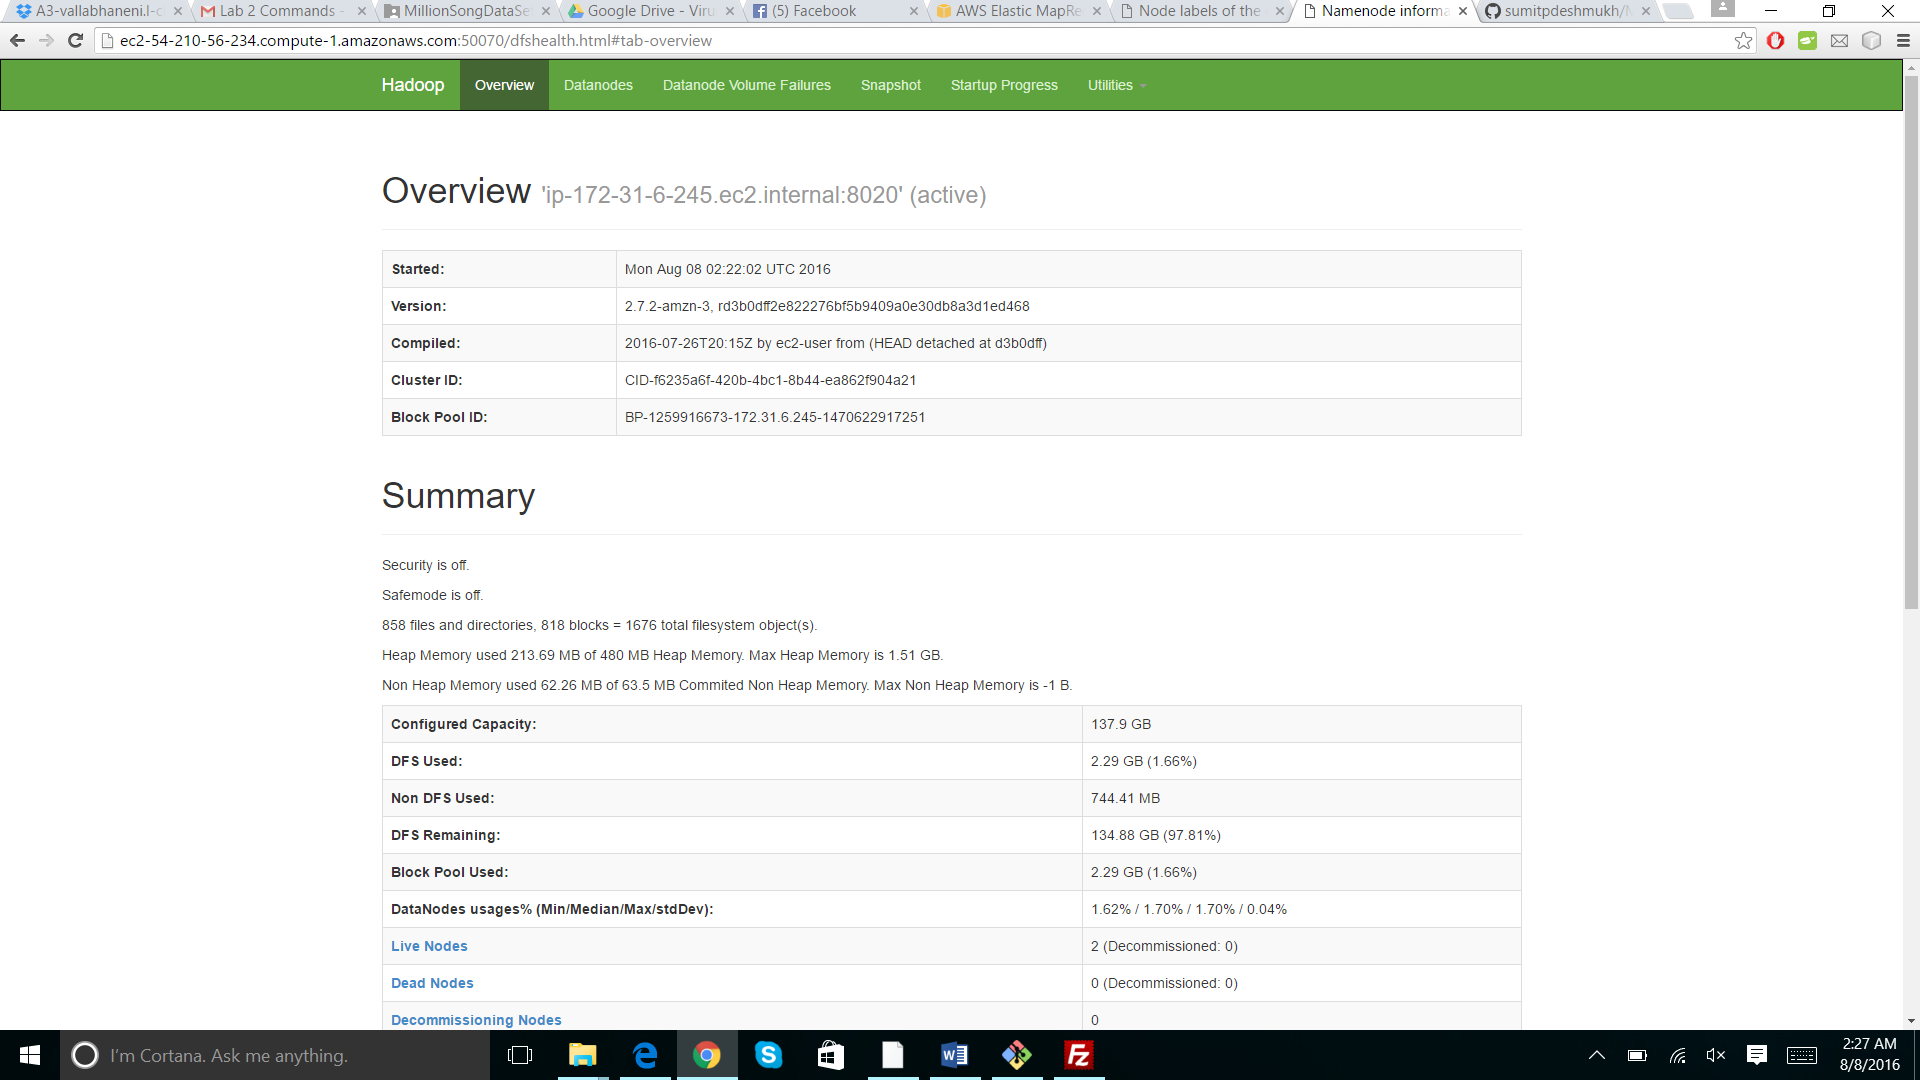 A3-vallabhaneni.l-c
Lab 2 Commands -
MillionSongDataSe
Google Drive - Viru
(5) Facebook
AWS Elastic MapRe
Node labels of the
Namenode informa
sumitpdeshmukh/M
ec2-54-210-56-234.compute-1.amazonaws.com:50070/dfshealth.html#tab-overview
Hadoop Overview Datanodes Datanode Volume Failures Snapshot Startup Progress Utilities
Overview 'ip-172-31-6-245.ec2.internal:8020' (active)
Started: Mon Aug 08 02:22:02 UTC 2016
Version: 2.7.2-amzn-3, rd3b0dff2e822276bf5b9409a0e30db8a3d1ed468
Compiled: 2016-07-26T20:15Z by ec2-user from (HEAD detached at d3b0dff)
Cluster ID: CID-f6235a6f-420b-4bc1-8b44-ea862f904a21
Block Pool ID: BP-1259916673-172.31.6.245-1470622917251
Summary
Security is off.
Safemode is off.
858 files and directories, 818 blocks = 1676 total filesystem object(s).
Heap Memory used 213.69 MB of 480 MB Heap Memory. Max Heap Memory is 1.51 GB.
Non Heap Memory used 62.26 MB of 63.5 MB Commited Non Heap Memory. Max Non Heap Memory is -1 B.
Configured Capacity: 137.9 GB
DFS Used: 2.29 GB (1.66%)
Non DFS Used: 744.41 MB
DFS Remaining: 134.88 GB (97.81%)
Block Pool Used: 2.29 GB (1.66%)
DataNodes usages% (Min/Median/Max/stdDev): 1.62% / 1.70% / 1.70% / 0.04%
Live Nodes 2 (Decommissioned: 0)
Dead Nodes 0 (Decommissioned: 0)
Decommissioning Nodes 0
I'm Cortana. Ask me anything.
2:27 AM
8/8/2016